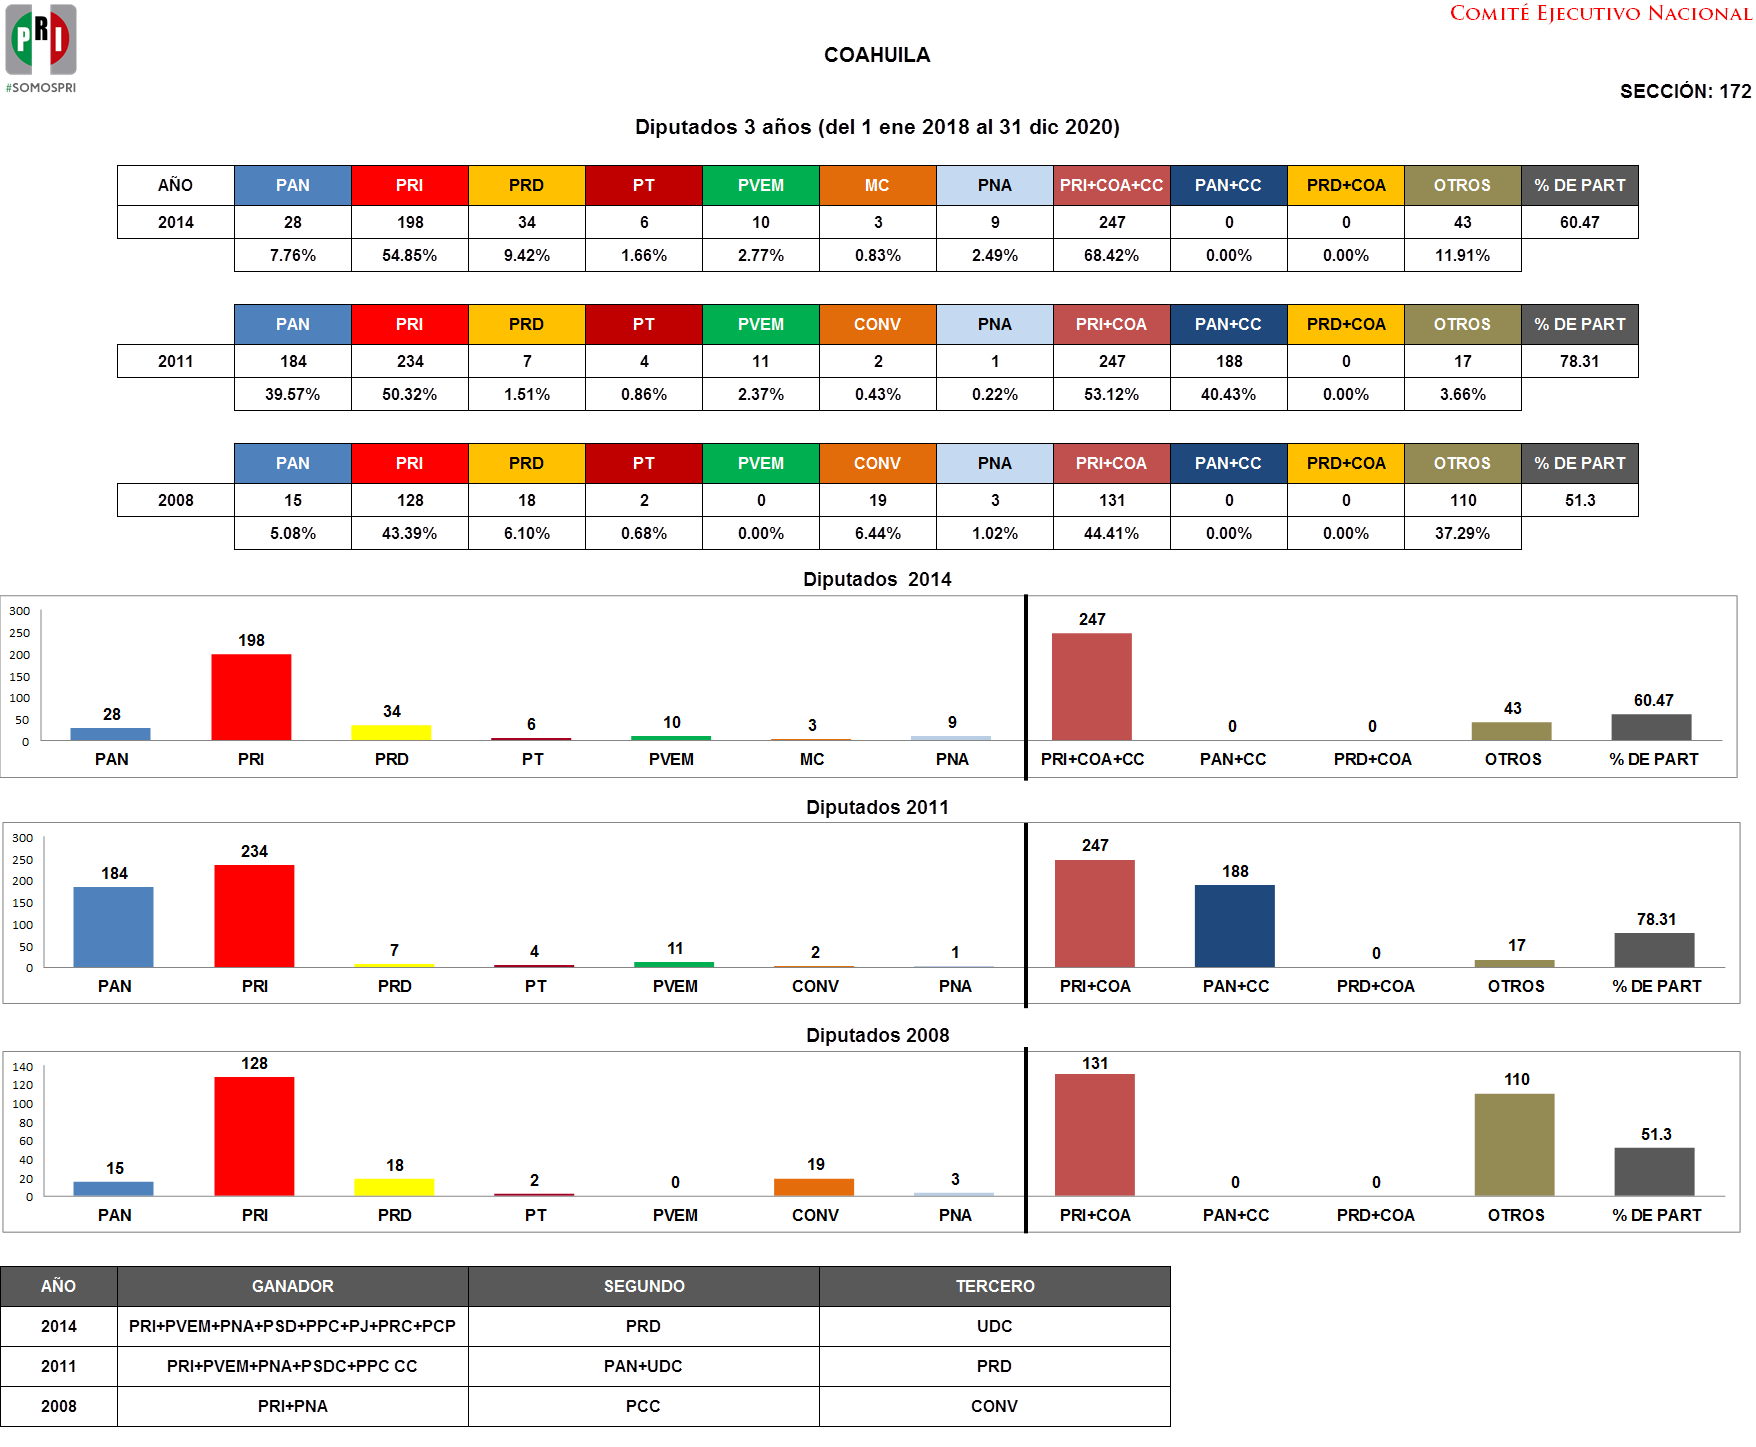 PRI
#SOMOSPRI
COMITÉ EJECUTIVO NACIONAL
COAHUILA
SECCIÓN: 172
Diputados 3 años (del 1 ene 2018 al 31 dic 2020)
AÑO PAN PRI PRD PT PVEM MC PNA PRI+COA+CC PAN+CC PRD+COA OTROS % DE PART
2014 28 198 34 6 10 3 9 247 0 0 43 60.47
7.76% 54.85% 9.42% 1.66% 2.77% 0.83% 2.49% 68.42% 0.00% 0.00% 11.91%
PAN PRI PRD PT PVEM CONV PNA PRI+COA PAN+CC PRD+COA OTROS % DE PART
2011 184 234 7 4 11 2 1 247 188 0 17 78.31
39.57% 50.32% 1.51% 0.86% 2.37% 0.43% 0.22% 53.12% 40.43% 0.00% 3.66%
PAN PRI PRD PT PVEM CONV PNA PRI+COA PAN+CC PRD+COA OTROS % DE PART
2008 15 128 18 2 0 19 3 131 0 0 110 51.3
5.08% 43.39% 6.10% 0.68% 0.00% 6.44% 1.02% 44.41% 0.00% 0.00% 37.29%
Diputados 2014
300
250
200
150
100
50
0
28 198 34 6 10 3 9 247 0 0 43 60.47
PAN PRI PRD PT PVEM MC PNA PRI+COA+CC PAN+CC PRD+COA OTROS % DE PART
Diputados 2011
300
250
200
150
100
50
0
184 234 7 4 11 2 1 247 188 0 17 78.31
PAN PRI PRD PT PVEM CONV PNA PRI+COA PAN+CC PRD+COA OTROS % DE PART
Diputados 2008
140
120
100
80
60
40
20
0
15 128 18 2 0 19 3 131 0 0 110 51.3
PAN PRI PRD PT PVEM CONV PNA PRI+COA PAN+CC PRD+COA OTROS % DE PART
AÑO GANADOR SEGUNDO TERCERO
2014 PRI+PVEM+PNA+PSD+PPC+PJ+PRC+PCP PRD UDC
2011 PRI+PVEM+PNA+PSDC+PPC CC PAN+UDC PRD
2008 PRI+PNA PCC CONV